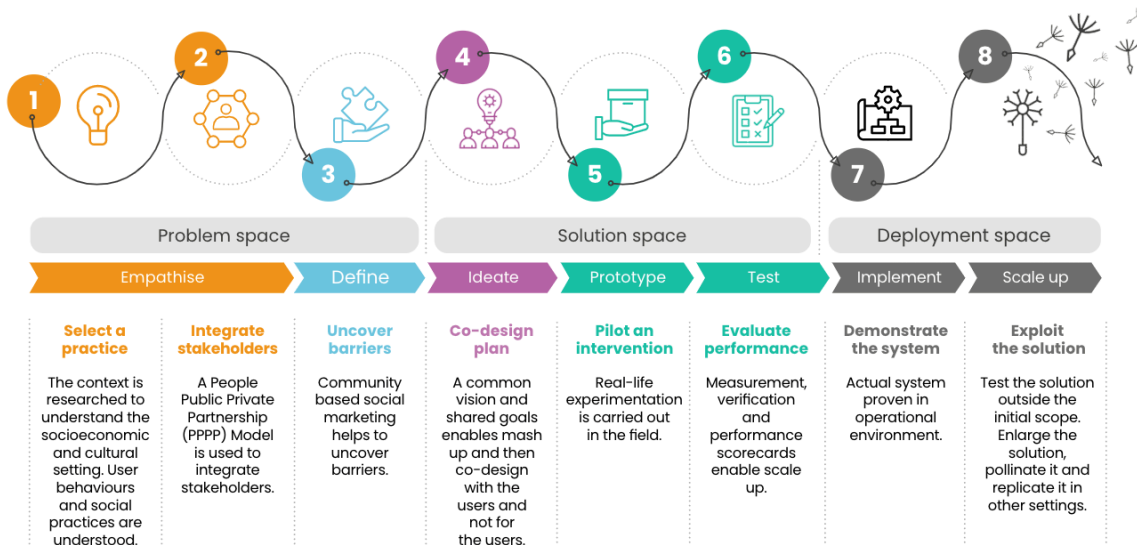 1
2
3
4
5
6
7
8
Problem space
Solution space
Deployment space
Empathise
Define
Ideate
Prototype
Test
Implement
Scale up
Select a
practice
The context is
researched to
understand the
socioeconomic
and cultural
setting. User
behaviours
and social
practices are
understood.
Integrate
stakeholders
A People
Public Private
Partnership
(PPPP) Model
is used to
integrate
stakeholders.
Uncover
barriers
Community
based social
marketing
helps to
uncover
barriers.
Co-design
plan
A common
vision and
shared goals
enables mash
up and then
co-design
with the
users and
not for
the users.
Pilot an
intervention
Real-life
experimentation
is carried out
in the field.
Evaluate
performance
Measurement,
verification
and
performance
scorecards
enable scale
up.
Demonstrate
the system
Actual system
proven in
operational
environment.
Exploit
the solution
Test the solution
outside the
initial scope.
Enlarge the
solution,
pollinate it and
replicate it in
other settings.